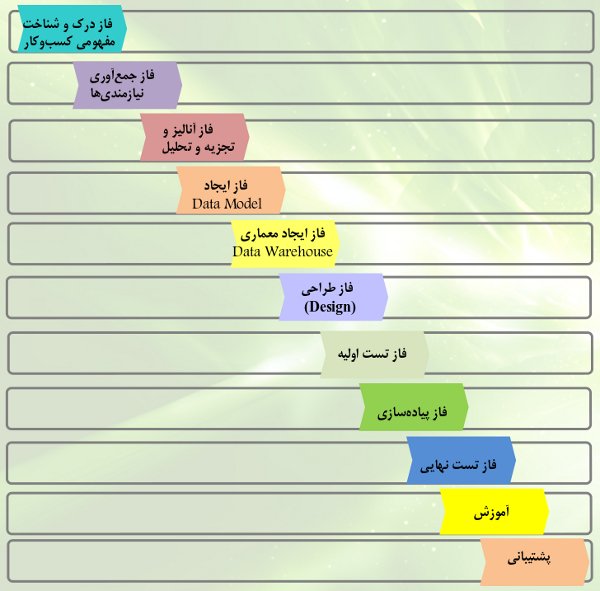 فاز درک و شناخت
مفهومی کسب‌وکار
فاز جمع‌آوری
نیازمندی‌ها
فاز آنالیز و
تجزیه و تحلیل
فاز ایجاد
Data Model
فاز ایجاد معماری
Data Warehouse
فاز طراحی
(Design)
فاز تست اولیه
فاز پیاده‌سازی
فاز تست نهایی
آموزش
پشتیبانی